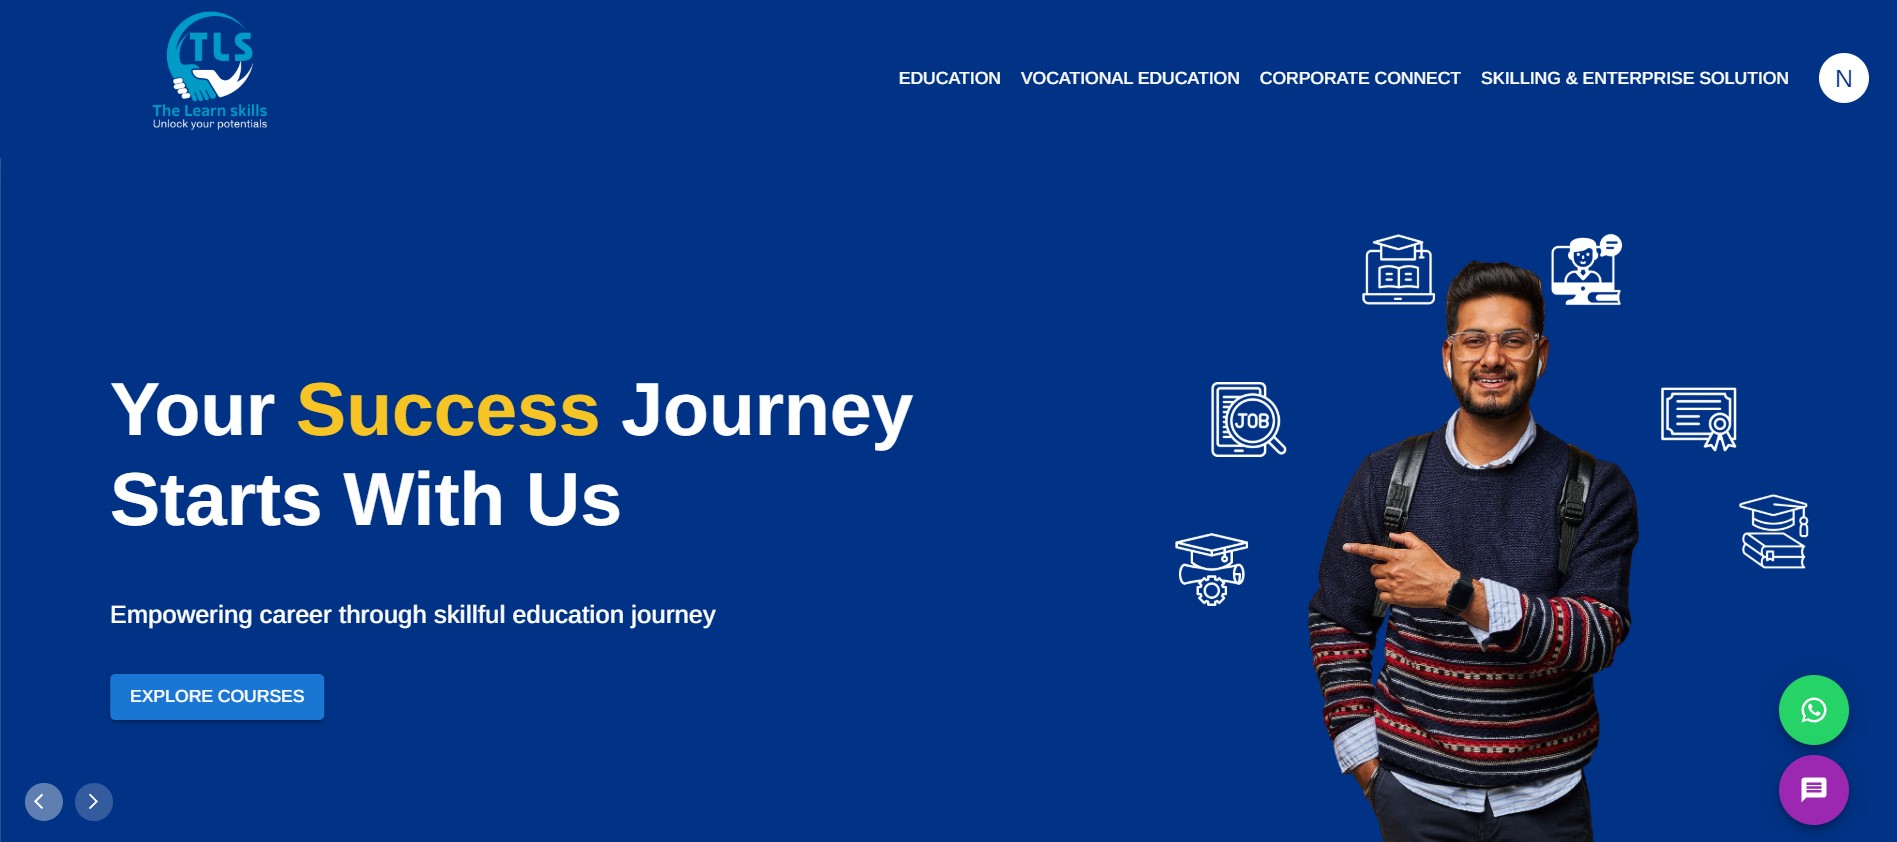 TLS
The Learn skills
Unlock your potentials
EDUCATION VOCATIONAL EDUCATION CORPORATE CONNECT SKILLING & ENTERPRISE SOLUTION N
Your Success Journey
Starts With Us
JOB
Empowering career through skillful education journey
EXPLORE COURSES